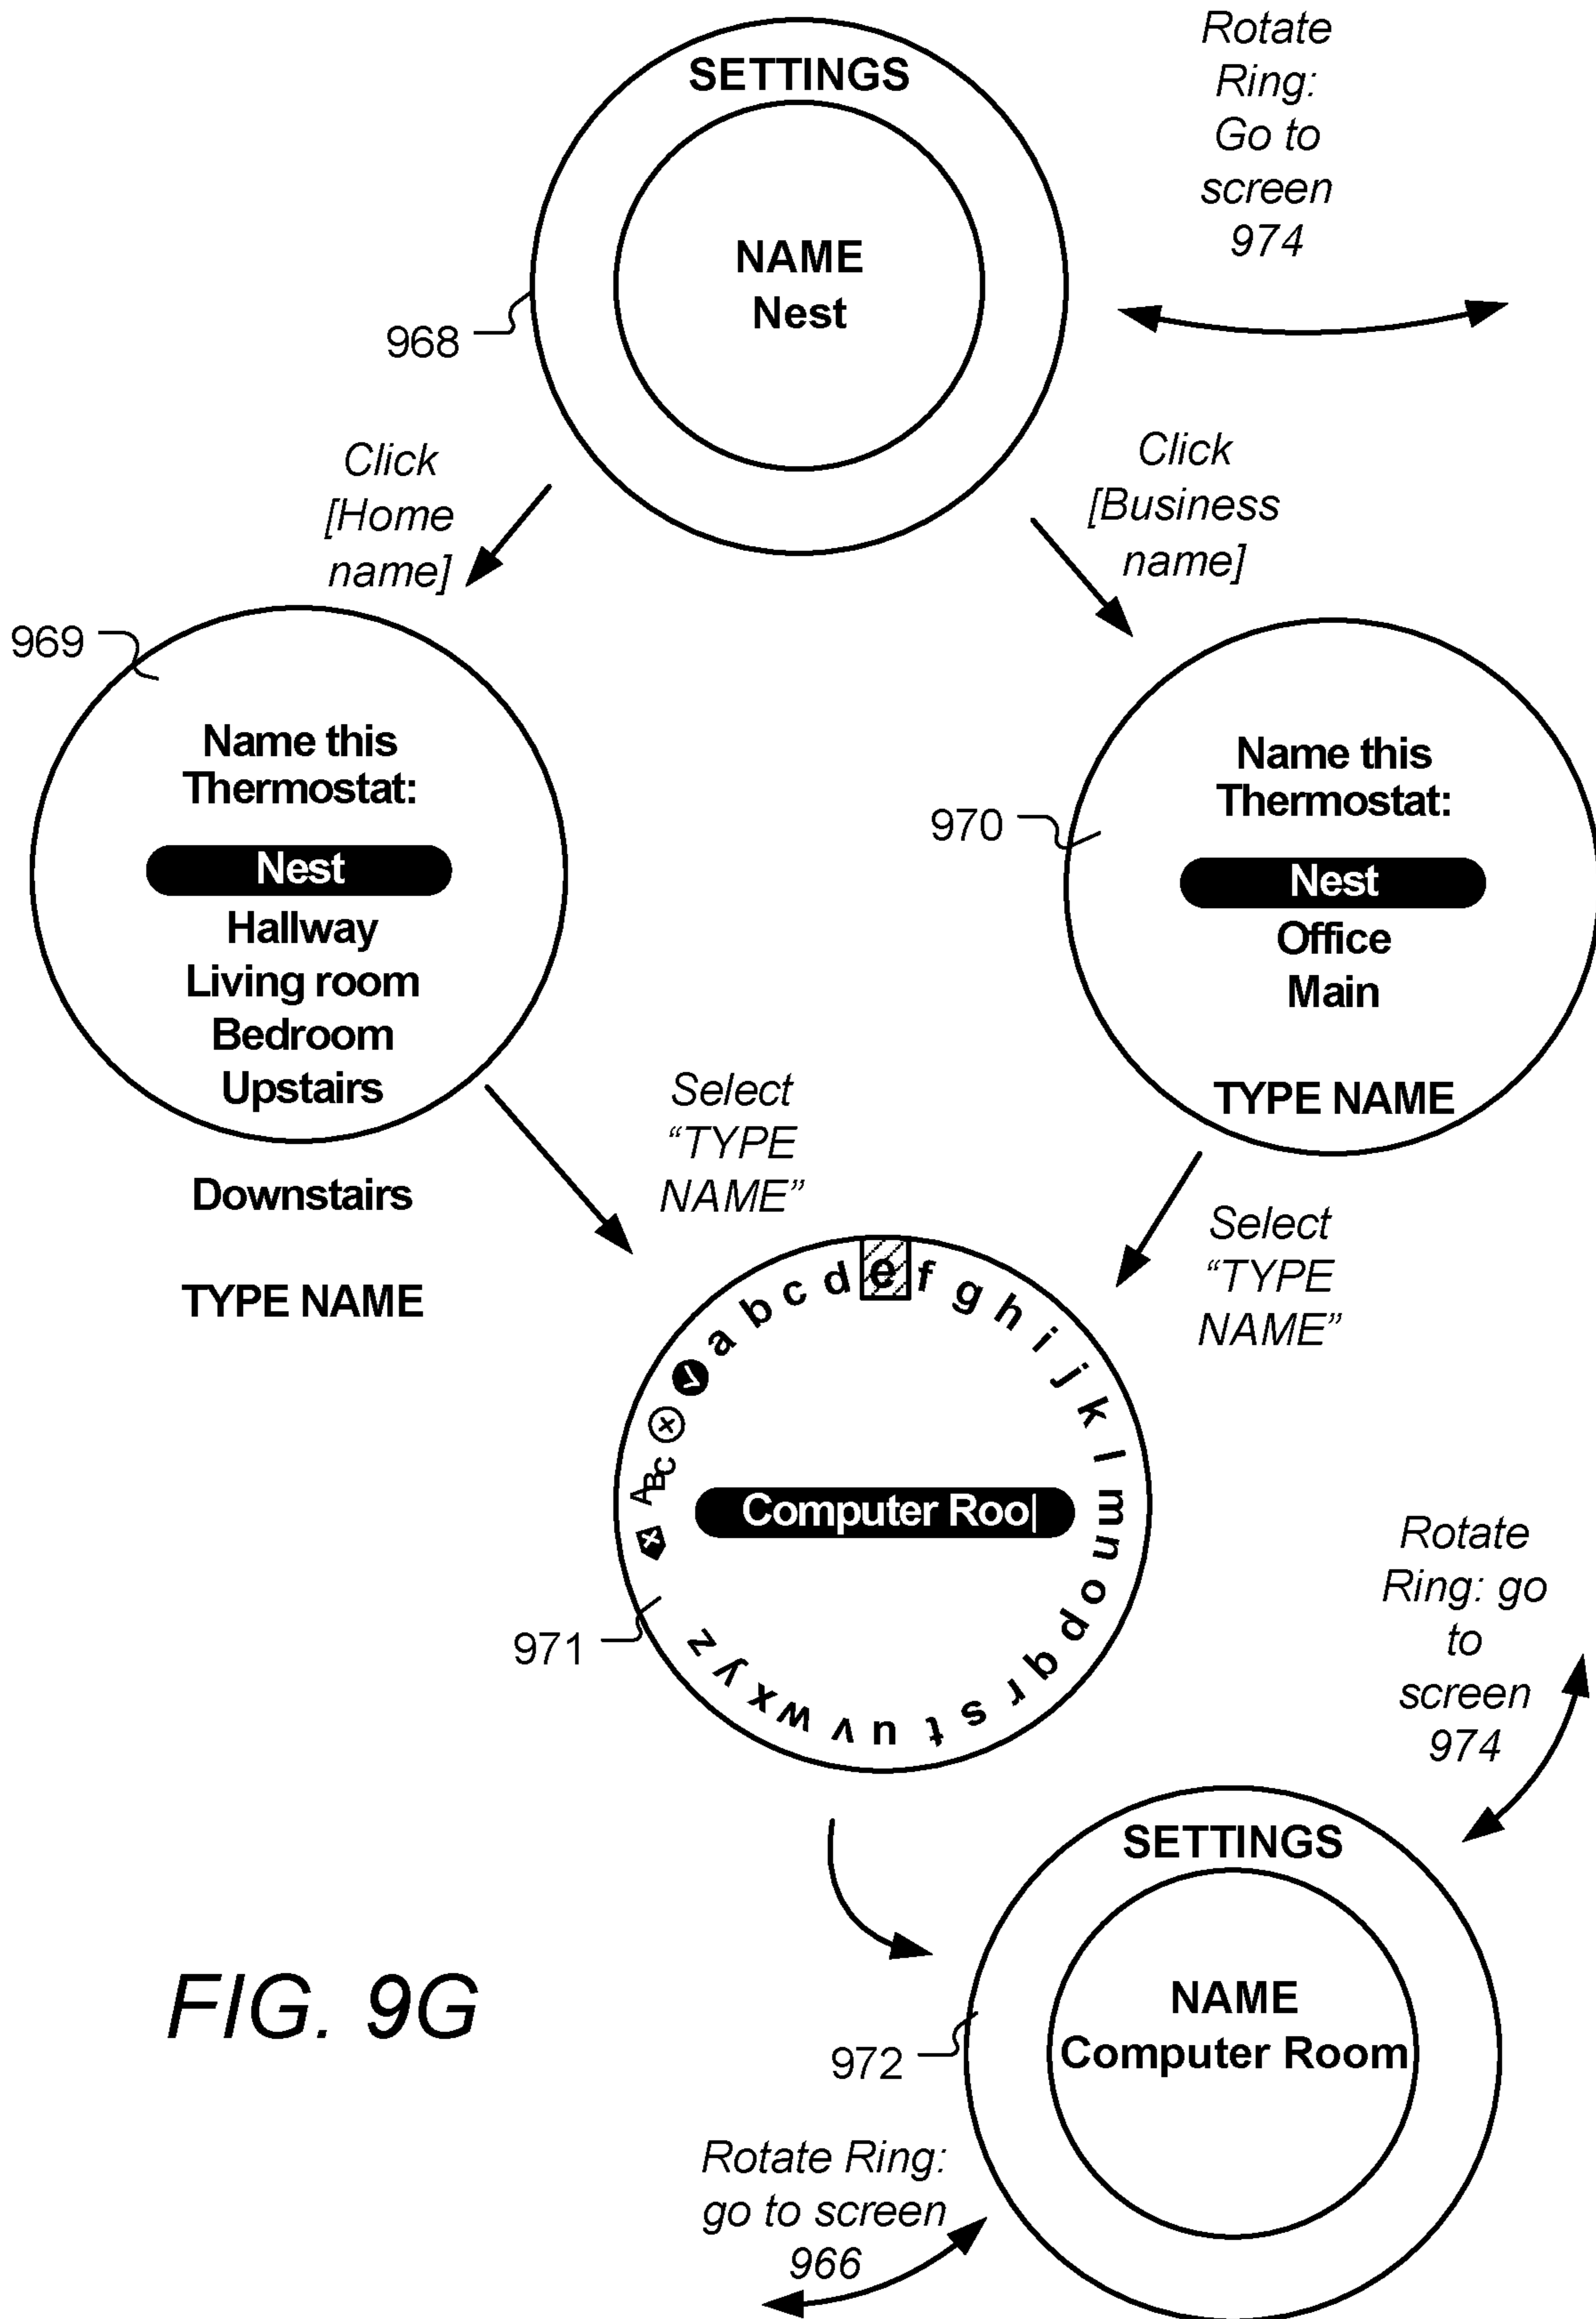 SETTINGS
NAME
Nest
968
Rotate
Ring:
Go to
screen
974
Click
[Home
name]
Click
[Business
name]
969
Name this
Thermostat:
Nest
Hallway
Living room
Bedroom
Upstairs
Downstairs
TYPE NAME
970
Name this
Thermostat:
Nest
Office
Main
TYPE NAME
Select
“TYPE
NAME”
Select
“TYPE
NAME”
a b c d e f g h i j k l m n o p q r s t u v w x y z
ABC
Computer Roo|
971
Rotate
Ring: go
to
screen
974
SETTINGS
NAME
Computer Room
972
Rotate Ring:
go to screen
966
FIG. 9G